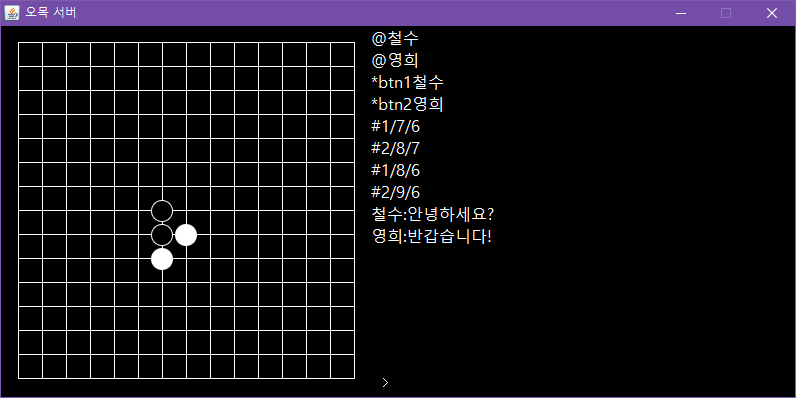 오목 서버
@철수
@영희
*btn1철수
*btn2영희
#1/7/6
#2/8/7
#1/8/6
#2/9/6
철수:안녕하세요?
영희:반갑습니다!
>